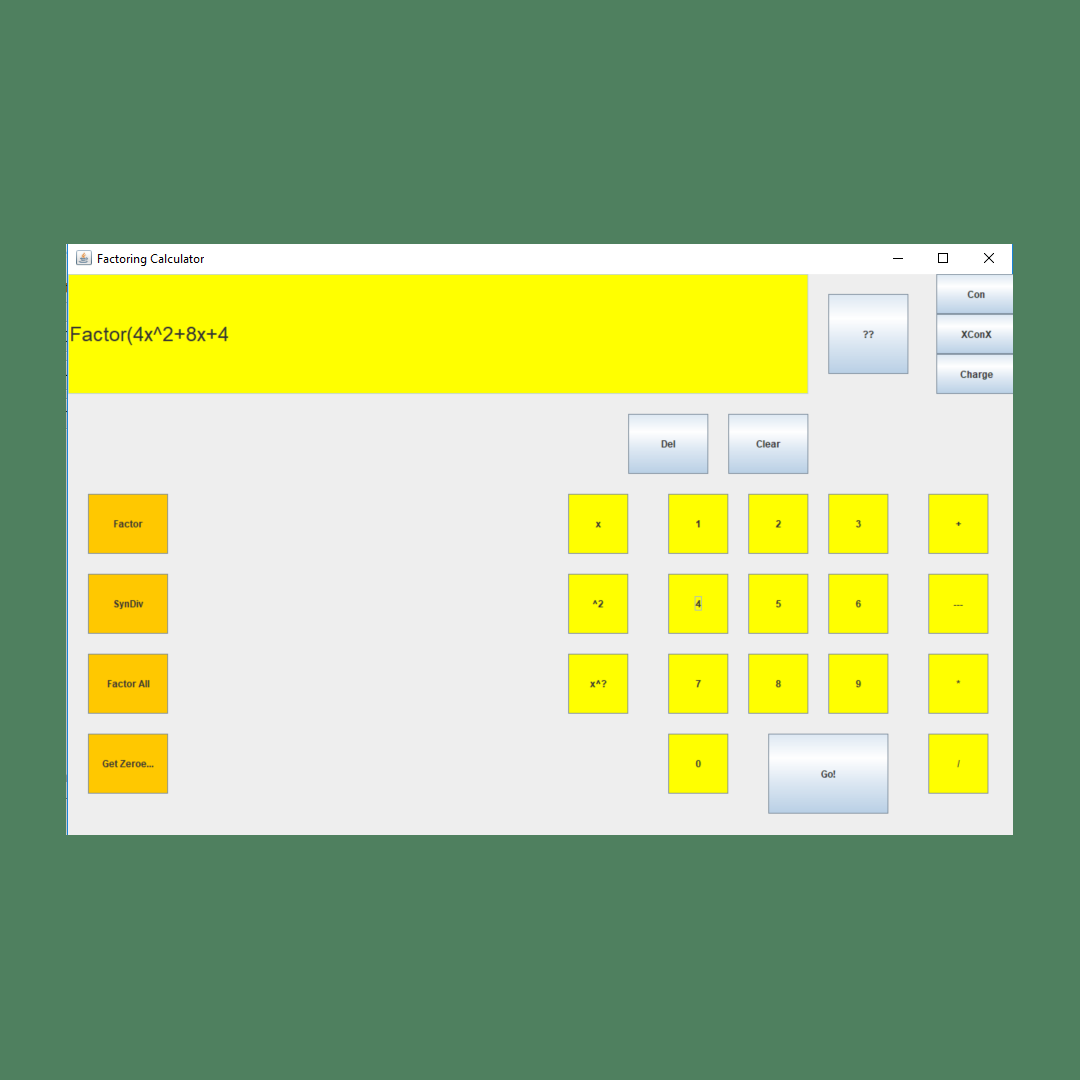 Factoring Calculator
Factor(4x^2+8x+4
??
Con
XConX
Charge
Del
Clear
Factor
x
1
2
3
+
SynDiv
^2
4
5
6
---
Factor All
x^?
7
8
9
*
Get Zeroe...
0
Go!
/